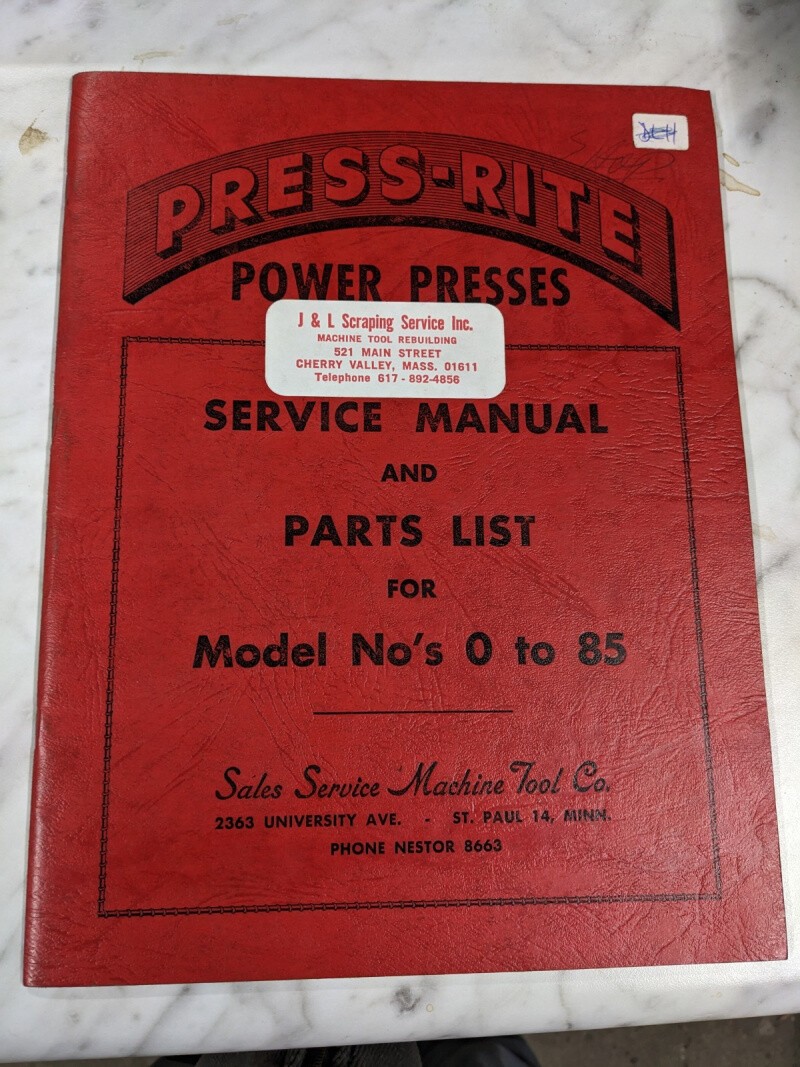 PRESS-RITE
POWER PRESSES
J & L Scraping Service Inc.
MACHINE TOOL REBUILDING
521 MAIN STREET
CHERRY VALLEY, MASS. 01611
Telephone 617 - 892-4856
SERVICE MANUAL
AND
PARTS LIST
FOR
Model No's 0 to 85
Sales Service Machine Tool Co.
2363 UNIVERSITY AVE. - ST. PAUL 14, MINN.
PHONE NESTOR 8663